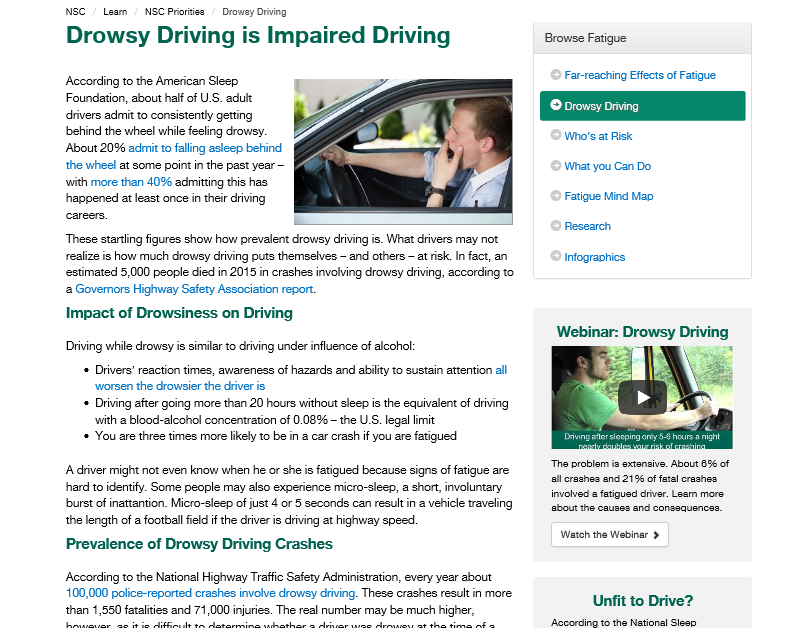 NSC / Learn / NSC Priorities / Drowsy Driving
Drowsy Driving is Impaired Driving
According to the American Sleep
Foundation, about half of U.S. adult
drivers admit to consistently getting
behind the wheel while feeling drowsy.
About 20% admit to falling asleep behind
the wheel at some point in the past year –
with more than 40% admitting this has
happened at least once in their driving
careers.
These startling figures show how prevalent drowsy driving is. What drivers may not
realize is how much drowsy driving puts themselves – and others – at risk. In fact, an
estimated 5,000 people died in 2015 in crashes involving drowsy driving, according to
a Governors Highway Safety Association report.
Impact of Drowsiness on Driving
Driving while drowsy is similar to driving under influence of alcohol:
• Drivers’ reaction times, awareness of hazards and ability to sustain attention all
worsen the drowsier the driver is
• Driving after going more than 20 hours without sleep is the equivalent of driving
with a blood-alcohol concentration of 0.08% – the U.S. legal limit
• You are three times more likely to be in a car crash if you are fatigued
A driver might not even know when he or she is fatigued because signs of fatigue are
hard to identify. Some people may also experience micro-sleep, a short, involuntary
burst of inattantion. Micro-sleep of just 4 or 5 seconds can result in a vehicle traveling
the length of a football field if the driver is driving at highway speed.
Prevalence of Drowsy Driving Crashes
According to the National Highway Traffic Safety Administration, every year about
100,000 police-reported crashes involve drowsy driving. These crashes result in more
than 1,550 fatalities and 71,000 injuries. The real number may be much higher,
however, as it is difficult to determine whether a driver was drowsy at the time of a
Browse Fatigue
Far-reaching Effects of Fatigue
Drowsy Driving
Who's at Risk
What you Can Do
Fatigue Mind Map
Research
Infographics
Webinar: Drowsy Driving
Driving after sleeping only 5-6 hours a night
nearly doubles your risk of crashing
The problem is extensive. About 6% of
all crashes and 21% of fatal crashes
involved a fatigued driver. Learn more
about the causes and consequences.
Watch the Webinar
Unfit to Drive?
According to the National Sleep